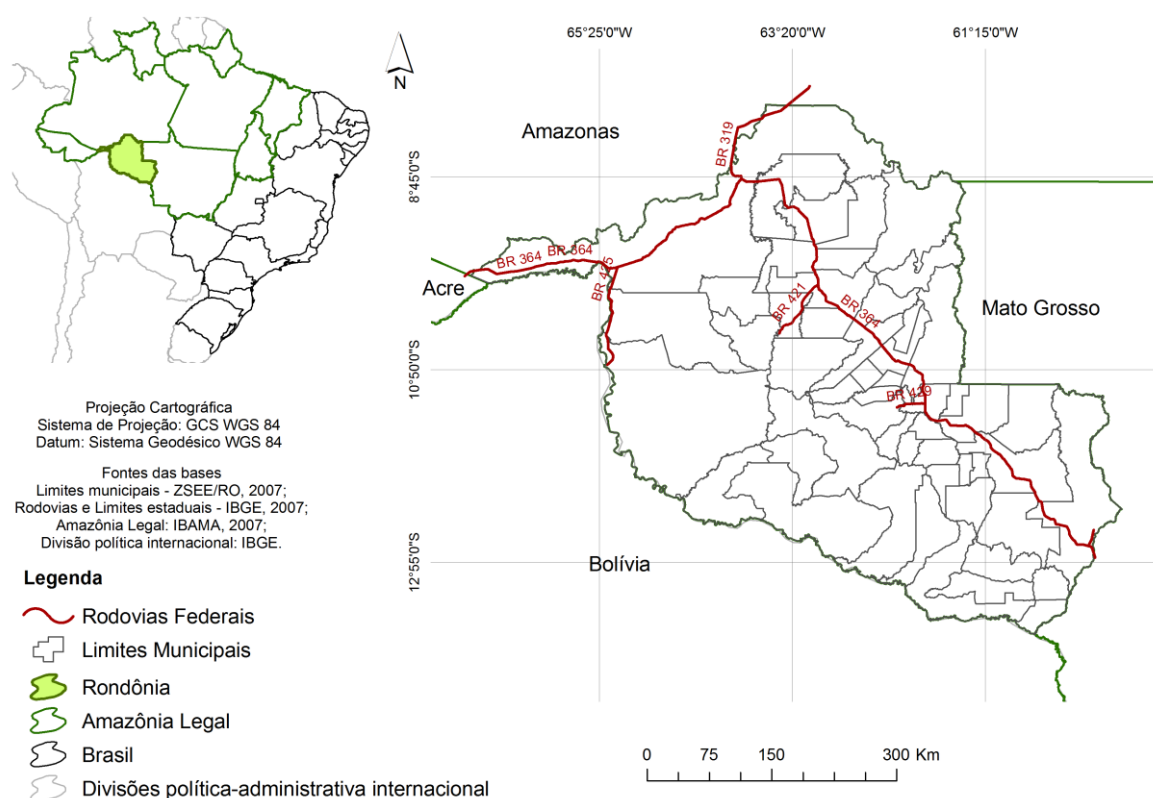 N
65°25'0"W
63°20'0"W
61°15'0"W
8°45'0"S
10°50'0"S
12°55'0"S
Amazonas
BR 319
BR 364
BR 364
BR 425
Acre
BR 421
BR 364
Mato Grosso
BR 429
Bolívia
Projeção Cartográfica
Sistema de Projeção: GCS WGS 84
Datum: Sistema Geodésico WGS 84
Fontes das bases
Limites municipais - ZSEE/RO, 2007;
Rodovias e Limites estaduais - IBGE, 2007;
Amazônia Legal: IBAMA, 2007;
Divisão política internacional: IBGE.
Legenda
Rodovias Federais
Limites Municipais
Rondônia
Amazônia Legal
Brasil
Divisões política-administrativa internacional
0 75 150 300 Km